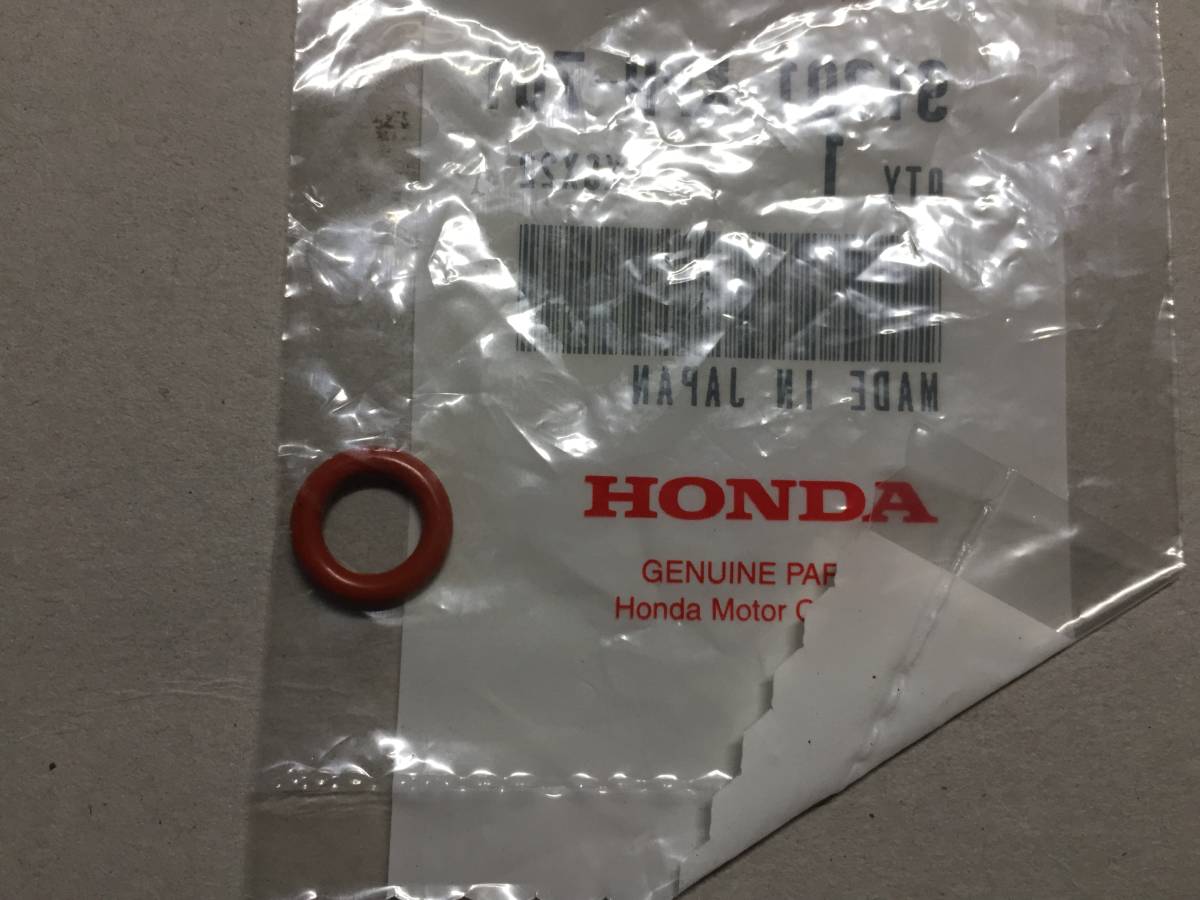 QTY 1
MADE IN JAPAN
HONDA
GENUINE PAR
Honda Motor C